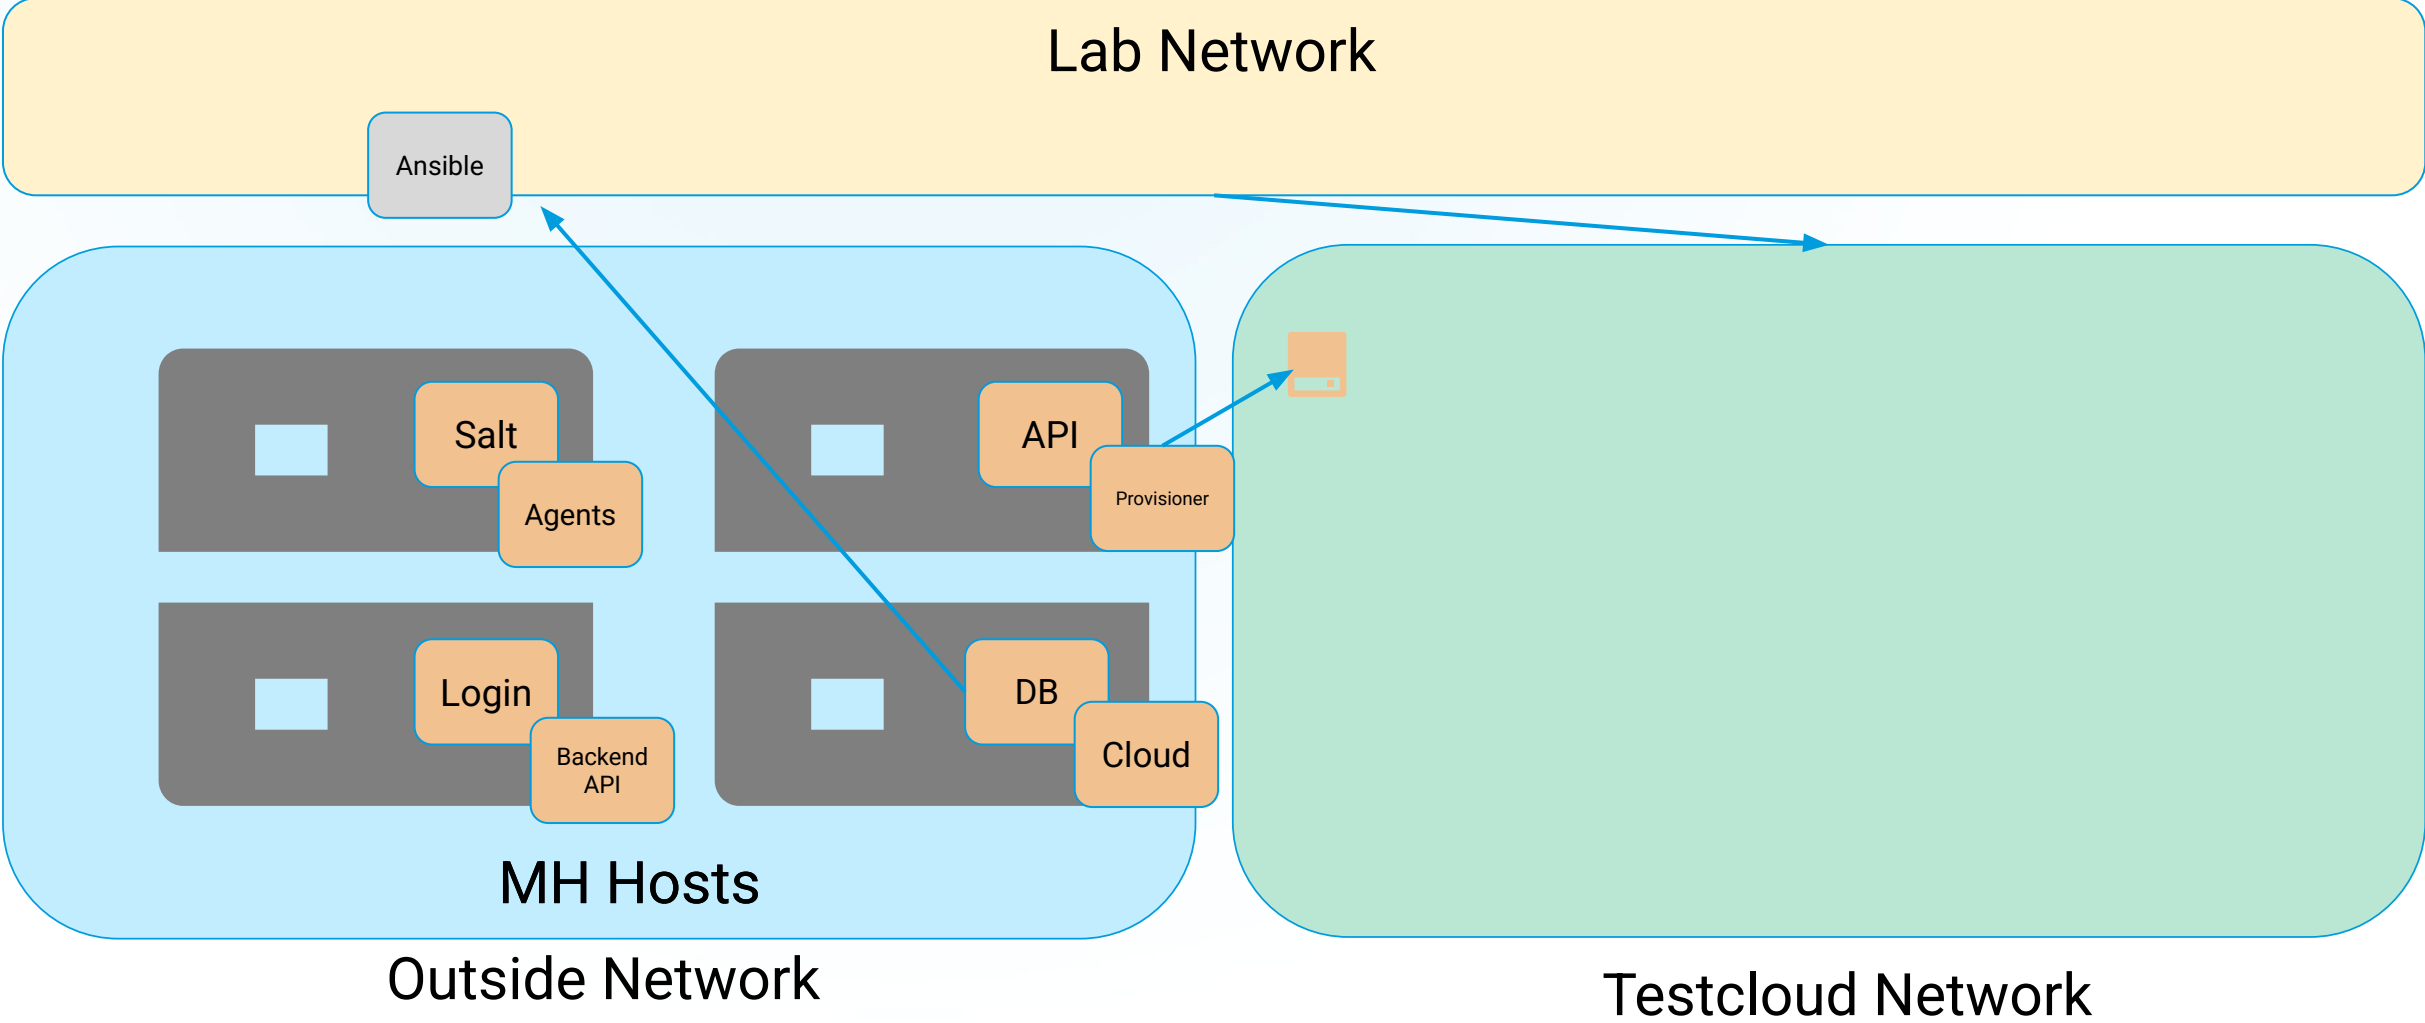 Lab Network
Ansible
Salt
Agents
API
Provisioner
Login
Backend
API
DB
Cloud
MH Hosts
Outside Network
Testcloud Network